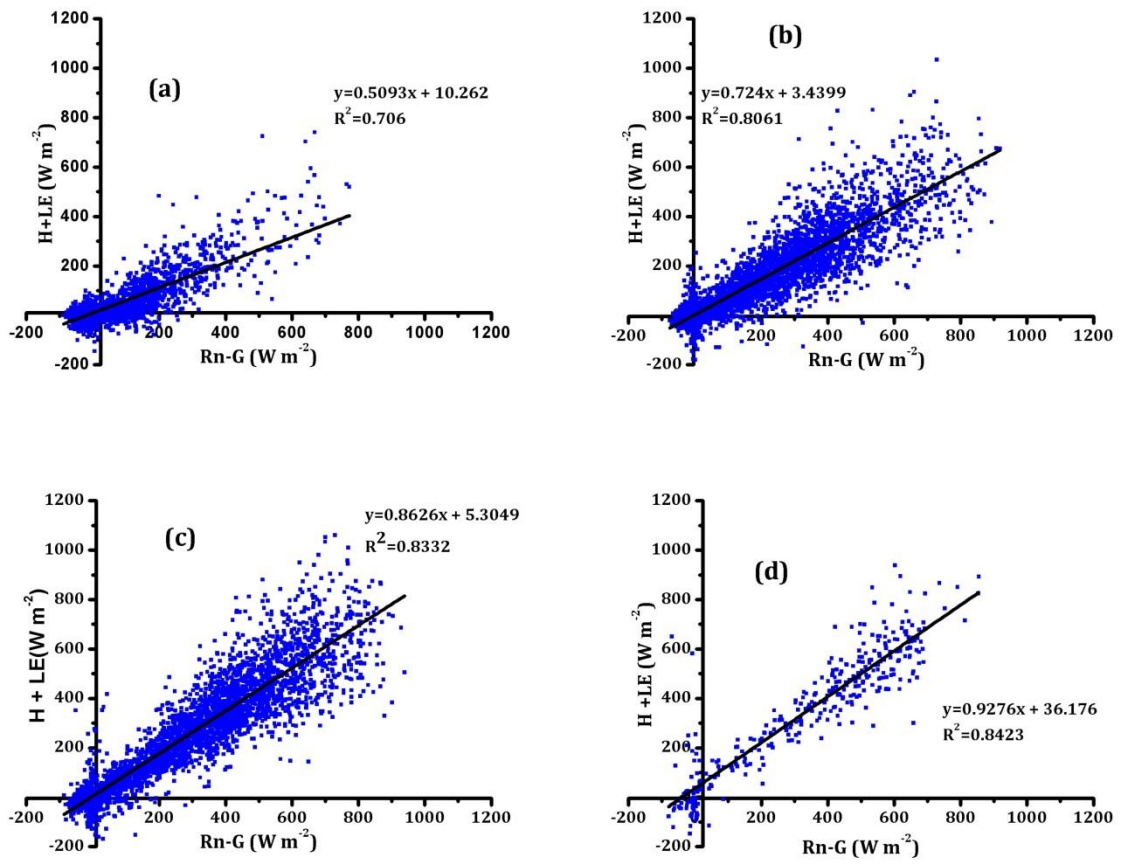 1200
1000
800
600
400
200
-200
(a)
y=0.5093x + 10.262
R²=0.706
H+LE (W m⁻²)
-200 200 400 600 800 1000 1200
Rn-G (W m⁻²)
1200
1000
800
600
400
200
-200
(b)
y=0.724x + 3.4399
R²=0.8061
H+LE (W m⁻²)
-200 0 200 400 600 800 1000 1200
Rn-G (W m⁻²)
1200
1000
800
600
400
200
-200
(c)
y=0.8626x + 5.3049
R²=0.8332
H + LE(W m⁻²)
-200 0 200 400 600 800 1000 1200
Rn-G (W m⁻²)
1200
1000
800
600
400
200
-200
(d)
y=0.9276x + 36.176
R²=0.8423
H +LE (W m⁻²)
-200 0 200 400 600 800 1000 1200
Rn-G (W m⁻²)